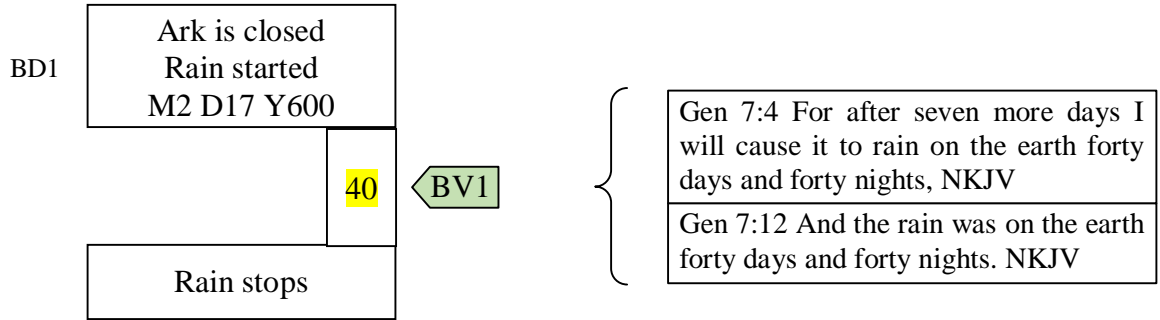 BD1
Ark is closed
Rain started
M2 D17 Y600
40
BV1
Rain stops
Gen 7:4 For after seven more days I
will cause it to rain on the earth forty
days and forty nights, NKJV
Gen 7:12 And the rain was on the earth
forty days and forty nights. NKJV